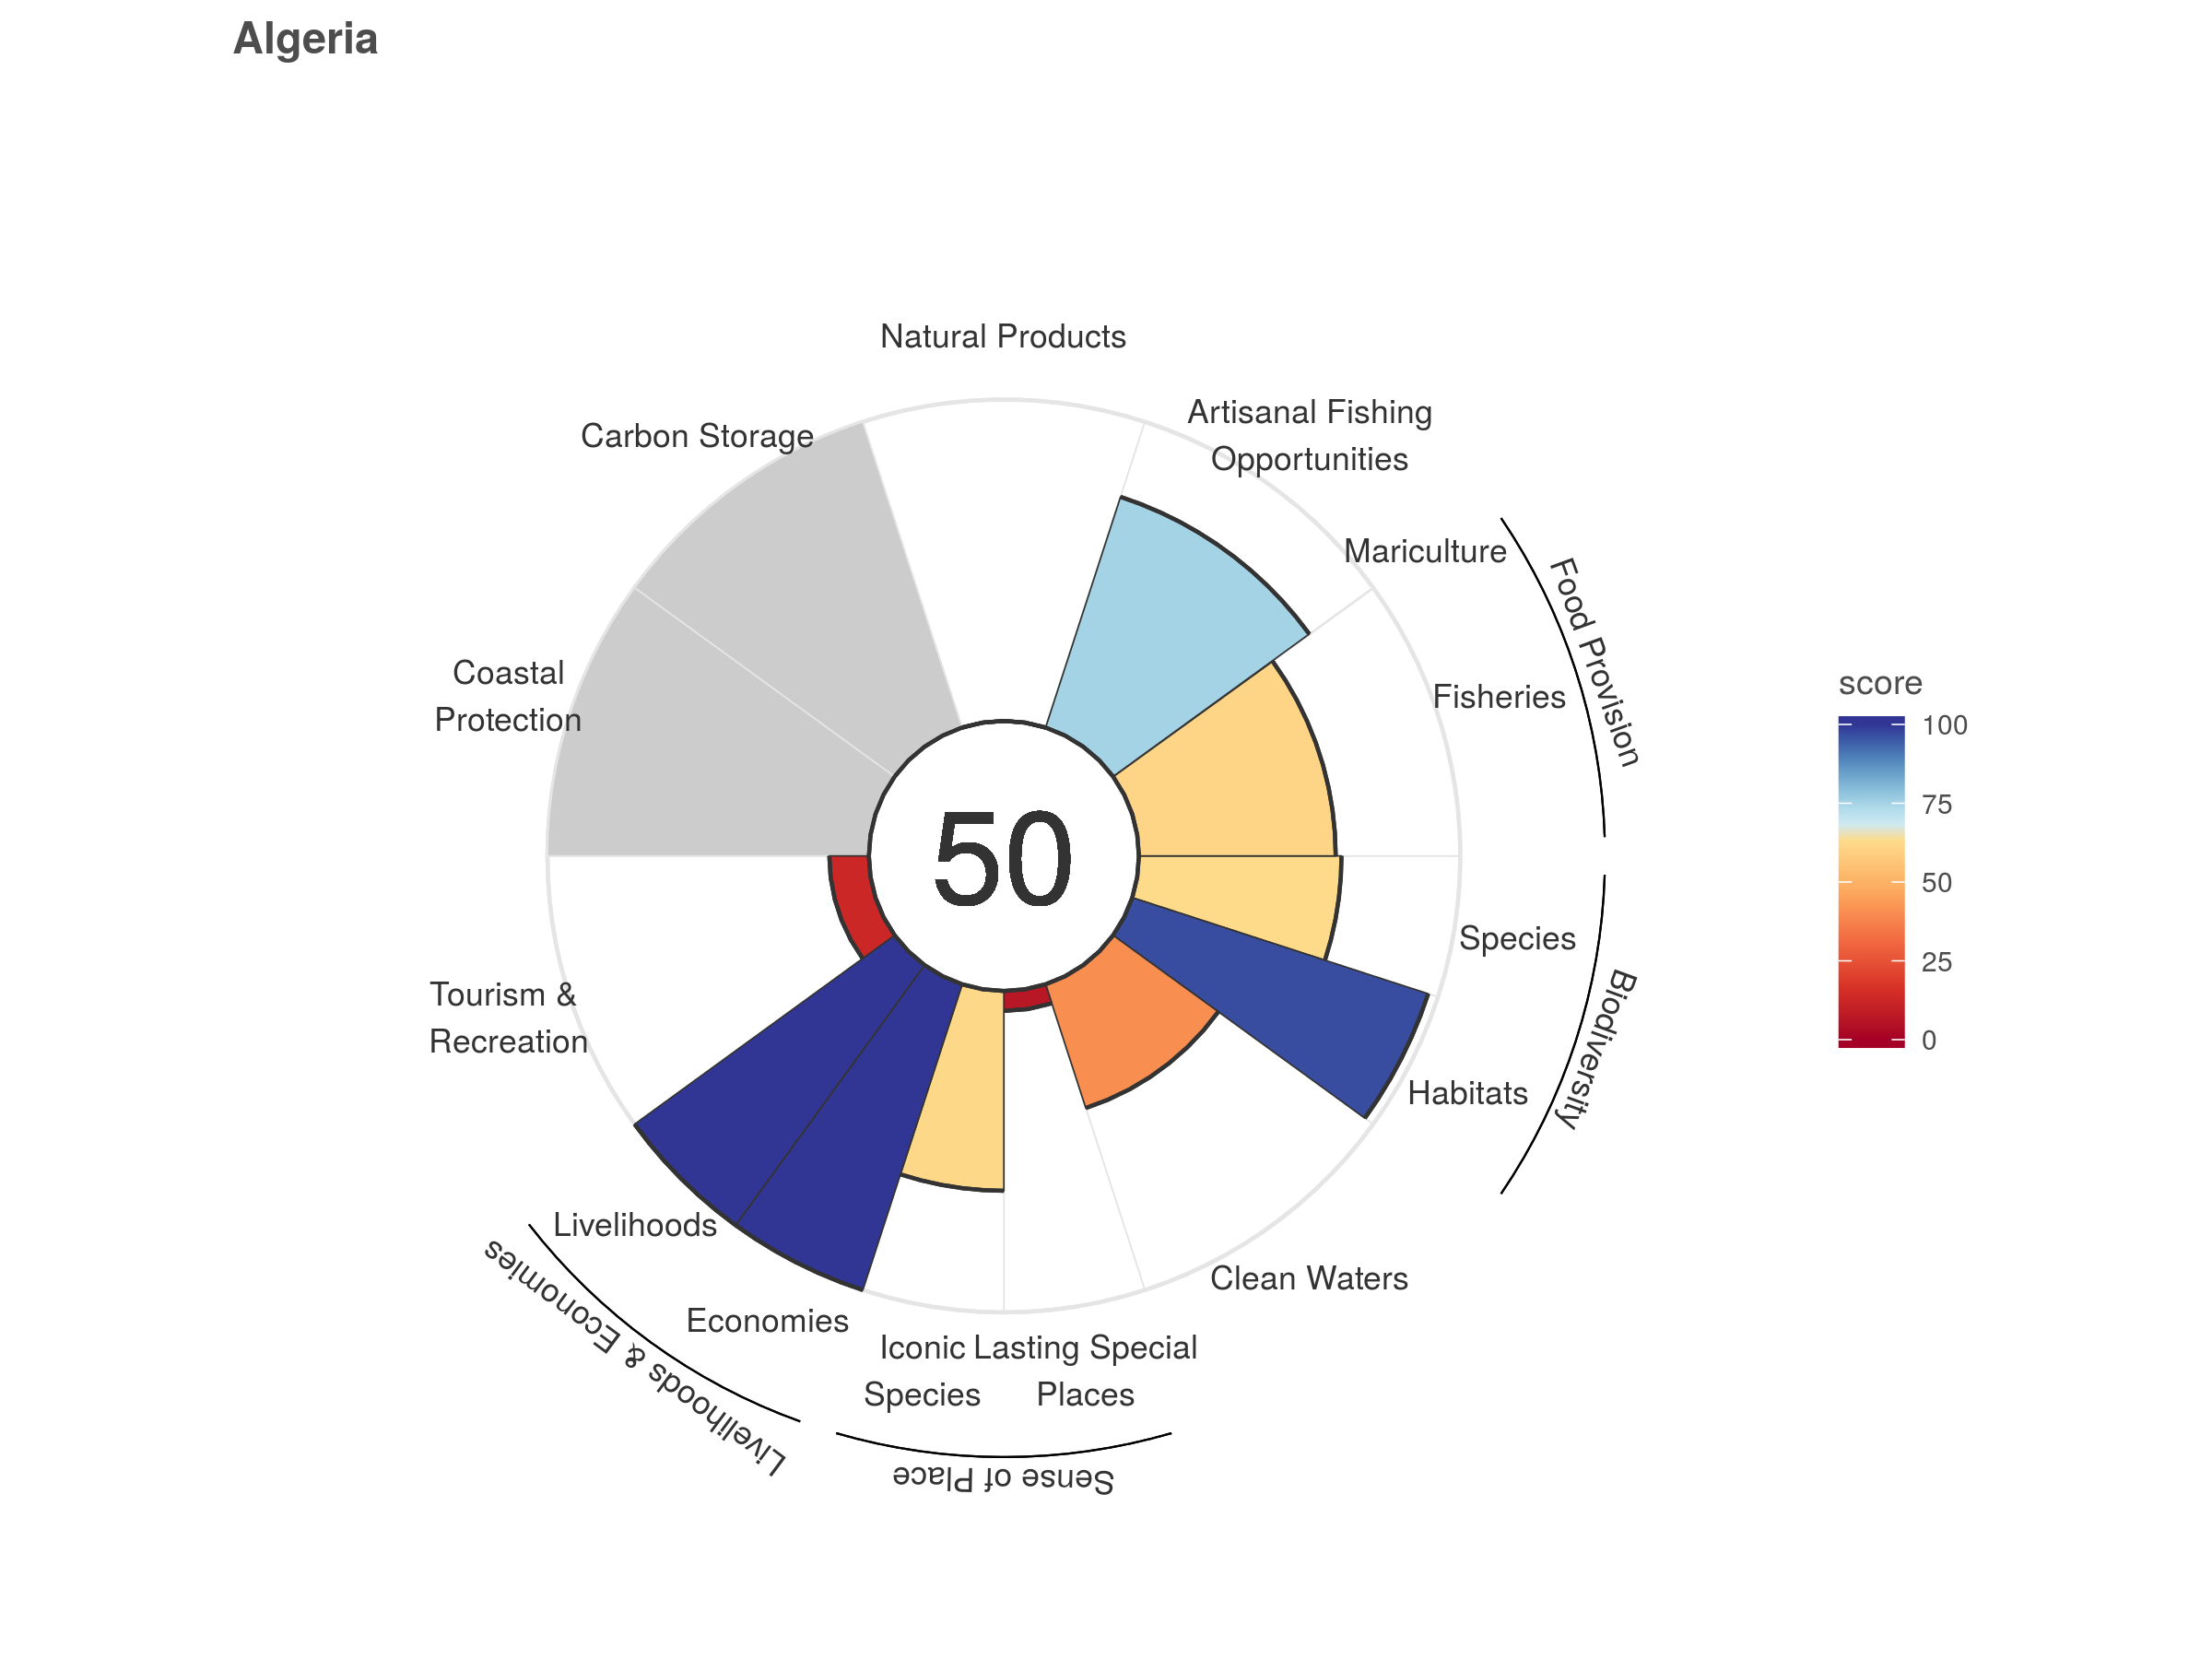 Algeria
Natural Products
Artisanal Fishing
Opportunities
Carbon Storage
Mariculture
Food Provision
Fisheries
Coastal
Protection
score
100
75
50
25
0
50
Species
Biodiversity
Tourism &
Recreation
Habitats
Livelihoods
Clean Waters
Economies
Livelihoods & Economies
Iconic
Species
Lasting Special
Places
Sense of Place